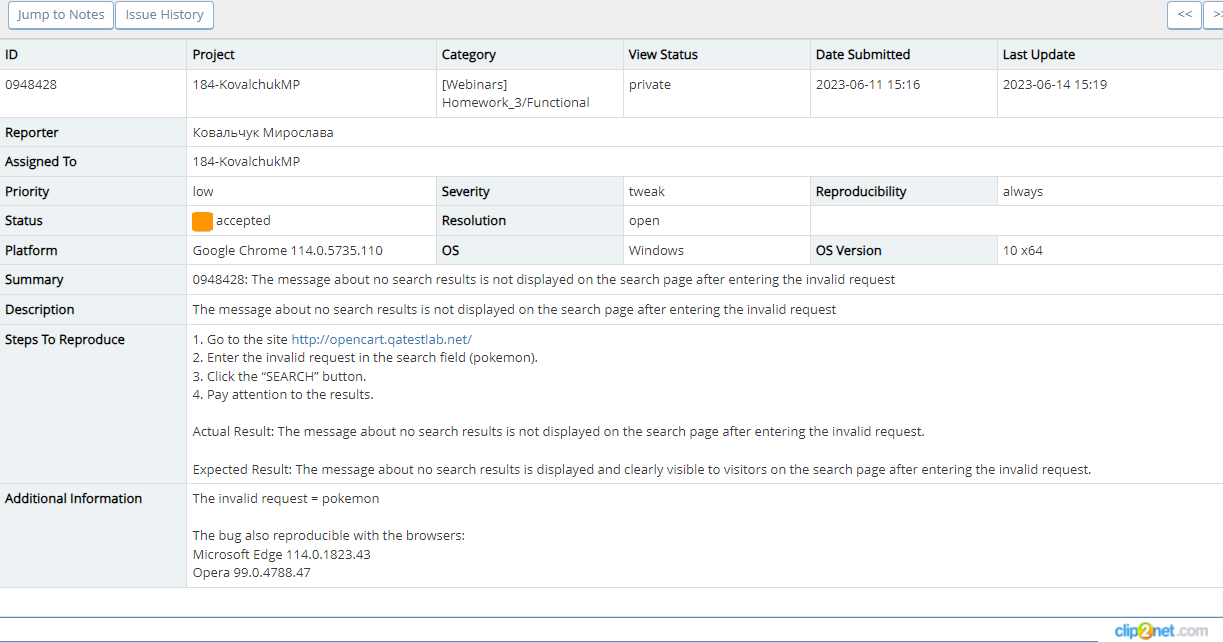 Jump to Notes Issue History << >>
ID Project Category View Status Date Submitted Last Update
0948428 184-KovalchukMP [Webinars] private 2023-06-11 15:16 2023-06-14 15:19
Homework_3/Functional
Reporter Ковальчук Мирослава
Assigned To 184-KovalchukMP
Priority low Severity tweak Reproducibility always
Status accepted Resolution open
Platform Google Chrome 114.0.5735.110 OS Windows OS Version 10 x64
Summary 0948428: The message about no search results is not displayed on the search page after entering the invalid request
Description The message about no search results is not displayed on the search page after entering the invalid request
Steps To Reproduce 1. Go to the site http://opencart.qatestlab.net/
2. Enter the invalid request in the search field (pokemon).
3. Click the “SEARCH” button.
4. Pay attention to the results.
Actual Result: The message about no search results is not displayed on the search page after entering the invalid request.
Expected Result: The message about no search results is displayed and clearly visible to visitors on the search page after entering the invalid request.
Additional Information The invalid request = pokemon
The bug also reproducible with the browsers:
Microsoft Edge 114.0.1823.43
Opera 99.0.4788.47
clip2net.com